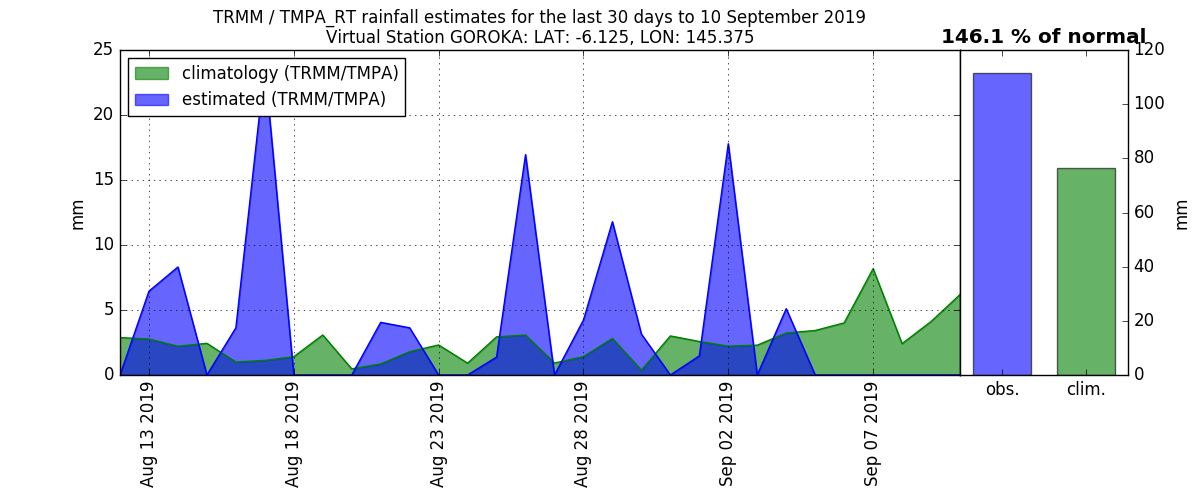 TRMM / TMPA_RT rainfall estimates for the last 30 days to 10 September 2019
Virtual Station GOROKA: LAT: -6.125, LON: 145.375
146.1 % of normal
climatology (TRMM/TMPA)
estimated (TRMM/TMPA)
25
20
15
10
5
0
mm
Aug 13 2019
Aug 18 2019
Aug 23 2019
Aug 28 2019
Sep 02 2019
Sep 07 2019
120
100
80
60
40
20
0
mm
obs.
clim.